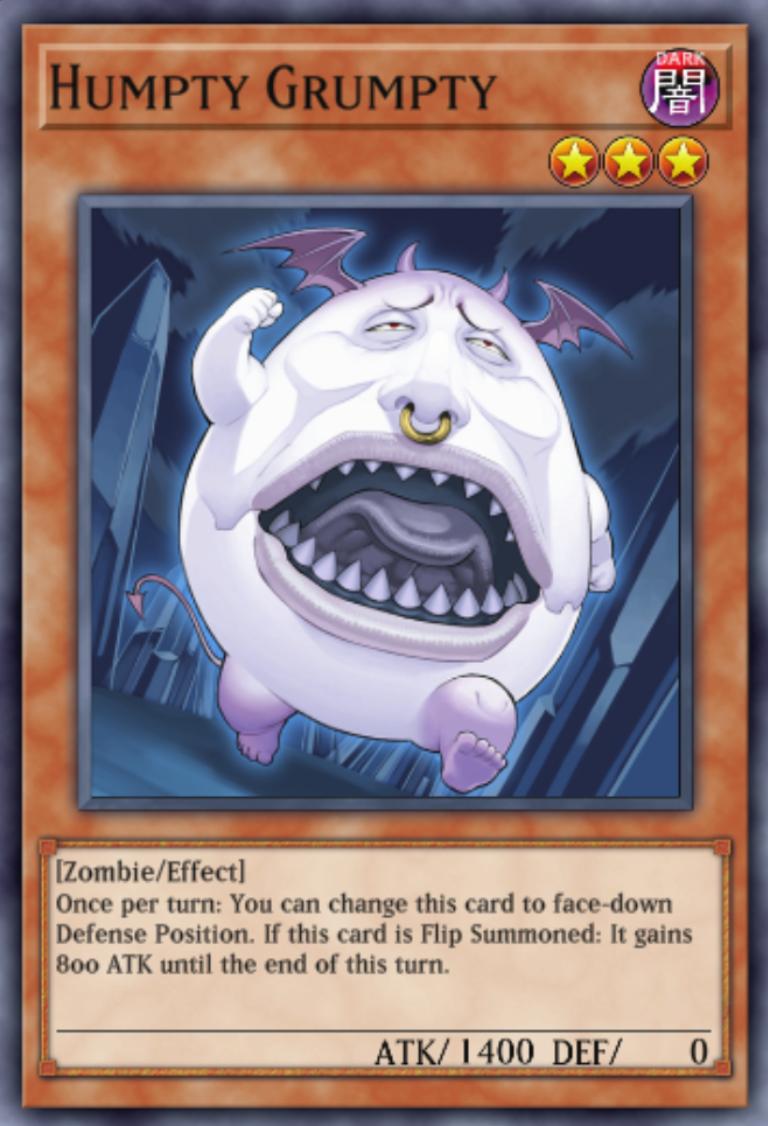 Humpty Grumpty
DARK
闇
[Zombie/Effect]
Once per turn: You can change this card to face-down
Defense Position. If this card is Flip Summoned: It gains
800 ATK until the end of this turn.
ATK/ 1400 DEF/ 0